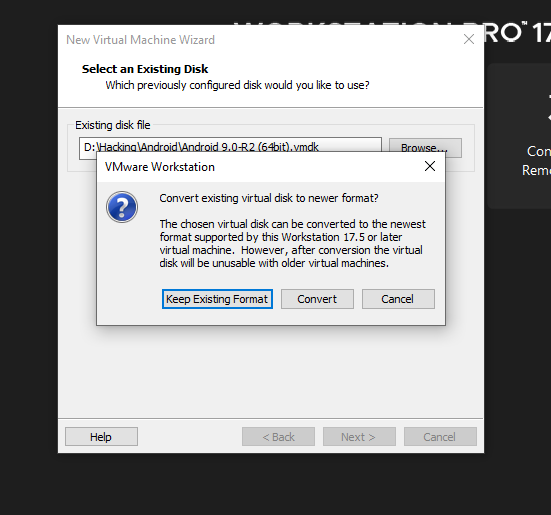 WORKSTATION PRO™ 17
New Virtual Machine Wizard
Select an Existing Disk
Which previously configured disk would you like to use?
Existing disk file
D:\Hacking\Android\Android 9.0-R2 (64bit).vmdk
Browse...
Con
Remo
VMware Workstation
Convert existing virtual disk to newer format?
The chosen virtual disk can be converted to the newest
format supported by this Workstation 17.5 or later
virtual machine. However, after conversion the virtual
disk will be unusable with older virtual machines.
Keep Existing Format
Convert
Cancel
Help
< Back
Next >
Cancel